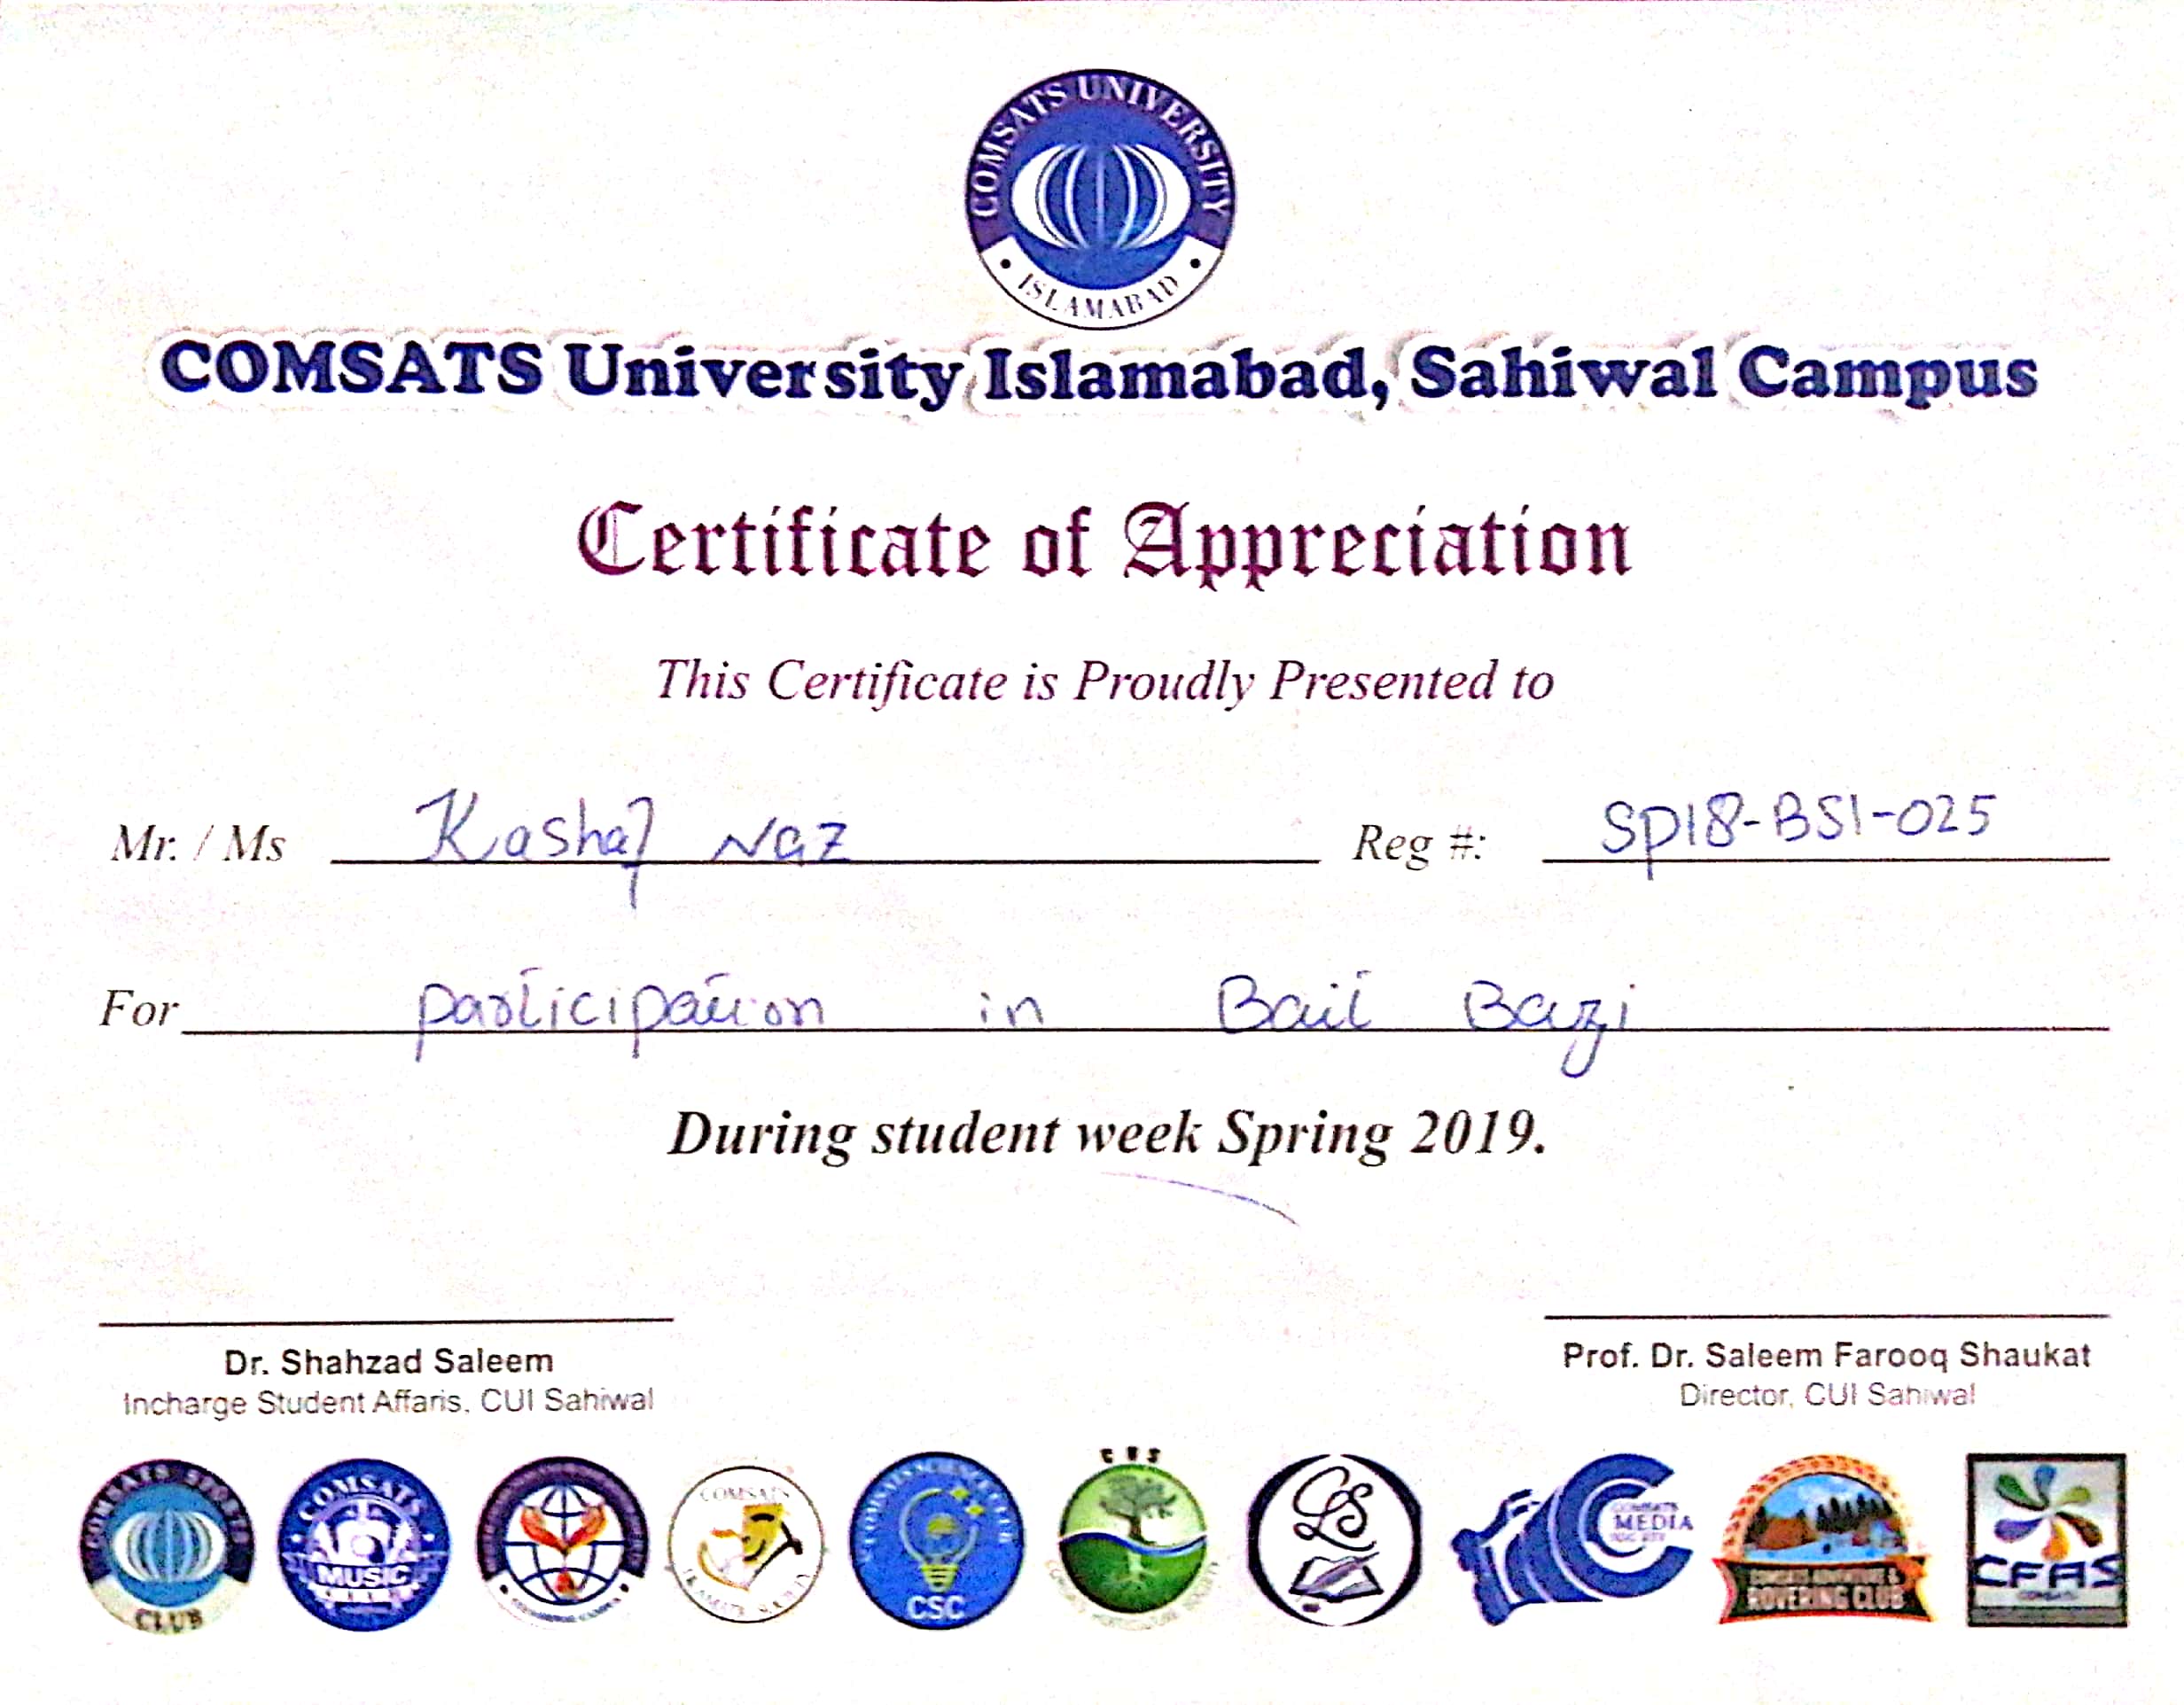 COMSATS UNIVERSITY
ISLAMABAD
COMSATS University Islamabad, Sahiwal Campus
Certificate of Appreciation
This Certificate is Proudly Presented to
Mr. / Ms Kashaf Naz Reg #: SP18-BSI-025
For participation in Bait Bazi
During student week Spring 2019.
Dr. Shahzad Saleem Prof. Dr. Saleem Farooq Shaukat
Incharge Student Affaris, CUI Sahiwal Director, CUI Sahiwal
COMSATS SPORTS CLUB
COMSATS MUSIC
COMSATS
CSC
MEDIA
ROVERING CLUB
CFAS